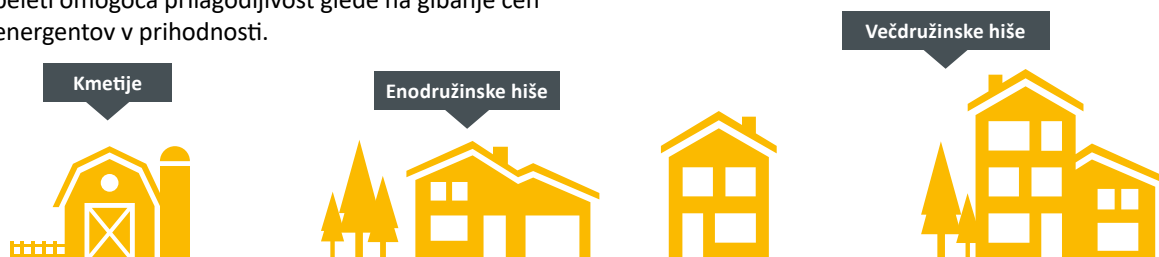 peleti omogoča prilagodljivost glede na gibanje cen
energentov v prihodnosti.
Večdružinske hiše
Kmetije
Enodružinske hiše